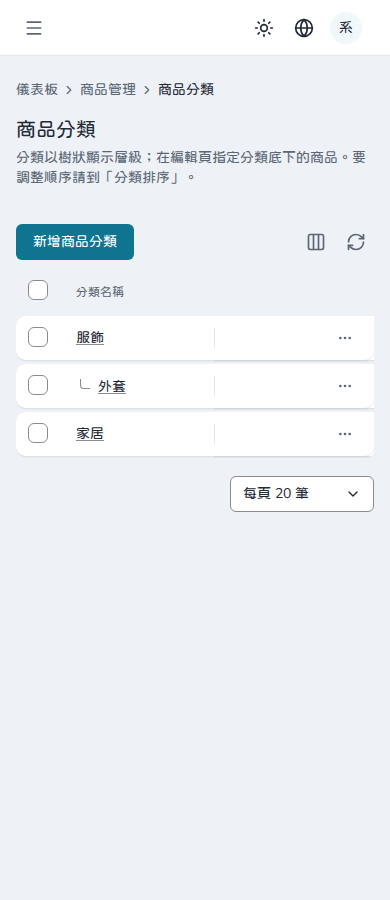 系
儀表板 > 商品管理 > 商品分類
商品分類
分類以樹狀顯示層級；在編輯頁指定分類底下的商品。要
調整順序請到「分類排序」。
新增商品分類
分類名稱
服飾
外套
家居
每頁 20 筆